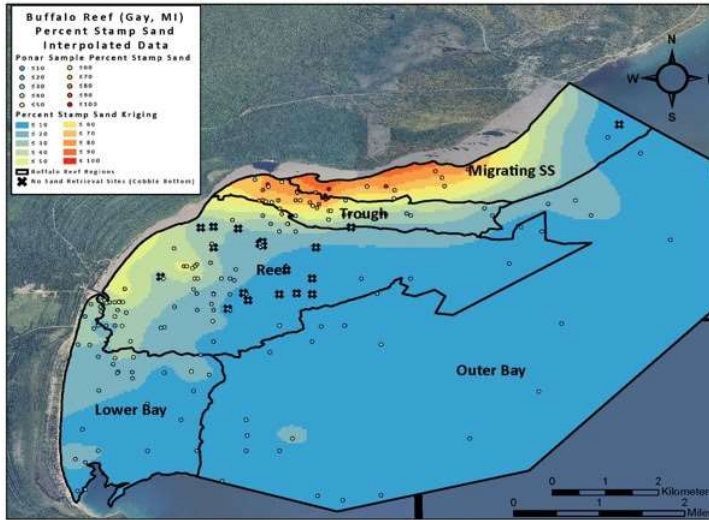 Buffalo Reef (Gay, MI)
Percent Stamp Sand
Interpolated Data
Ponar Sample Percent Stamp Sand
≤10 ≤60
≤20 ≤70
≤30 ≤80
≤40 ≤90
≤50 ≤100
Percent Stamp Sand Kriging
≤ 10 ≤ 60
≤ 20 ≤ 70
≤ 30 ≤ 80
≤ 40 ≤ 90
≤ 50 ≤ 100
Buffalo Reef Regions
No Sand Retrieval Sites (Cobble Bottom)
N
W E
S
Migrating SS
Trough
Reef
Outer Bay
Lower Bay
0 1 2
Kilometer
0 1 2
Mile